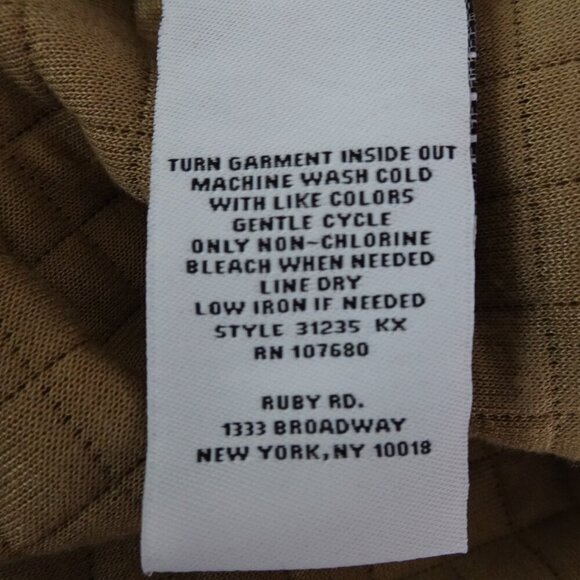 TURN GARMENT INSIDE OUT
MACHINE WASH COLD
WITH LIKE COLORS
GENTLE CYCLE
ONLY NON-CHLORINE
BLEACH WHEN NEEDED
LINE DRY
LOW IRON IF NEEDED
STYLE 31235 KX
RN 107680
RUBY RD.
1333 BROADWAY
NEW YORK,NY 10018